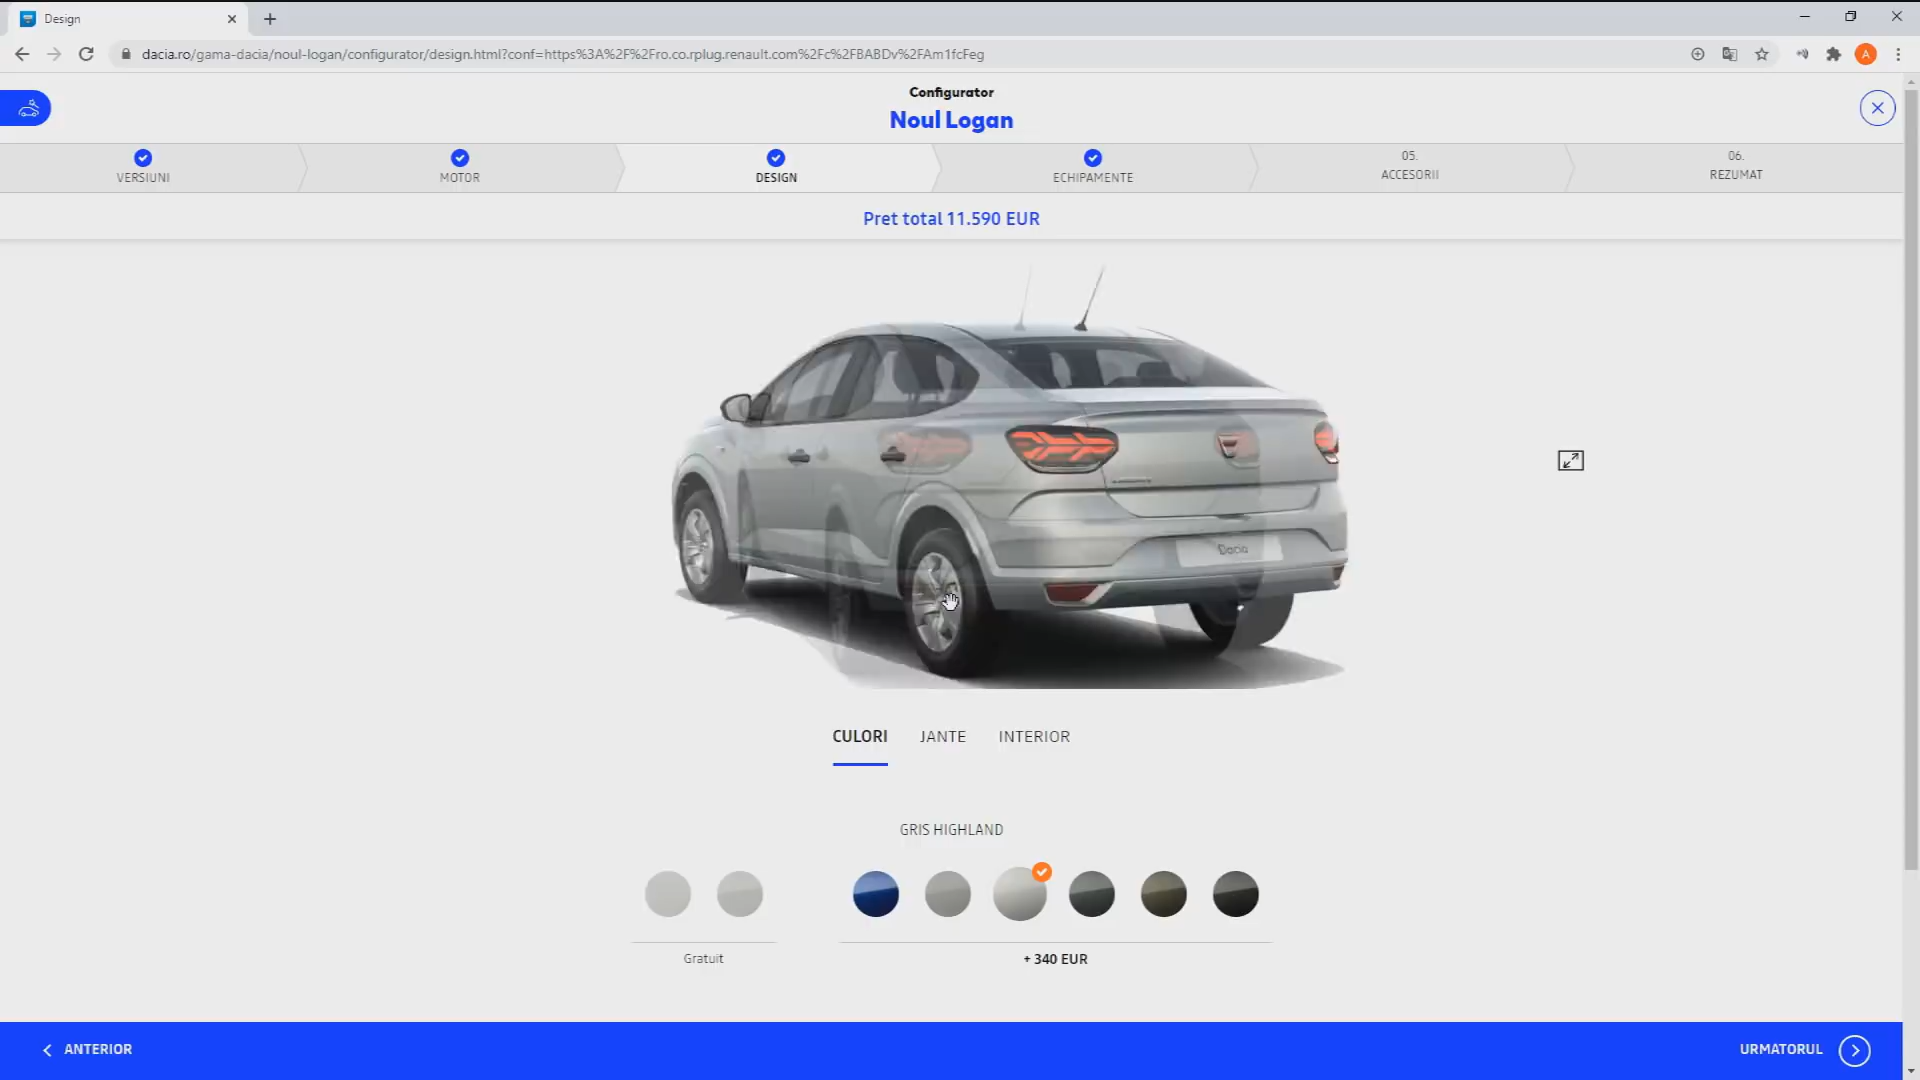 Design
dacia.ro/gama-dacia/noul-logan/configurator/design.html?conf=https%3A%2F%2Fro.co.rplug.renault.com%2Fc%2FBABDv%2FAm1fcFeg
A
Configurator
Noul Logan
VERSIUNI
MOTOR
DESIGN
ECHIPAMENTE
05.
ACCESORII
06.
REZUMAT
Pret total 11.590 EUR
Dacia
CULORI
JANTE
INTERIOR
GRIS HIGHLAND
Gratuit
+ 340 EUR
ANTERIOR
URMATORUL